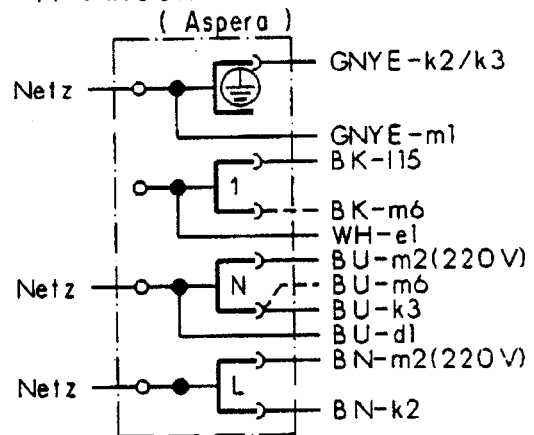 ( Aspera )
GNYE-k2/k3
Netz
GNYE-m1
BK-l15
1
BK-m6
WH-e1
BU-m2(220V)
Netz
N
BU-m6
BU-k3
BU-d1
BN-m2(220V)
Netz
L
BN-k2